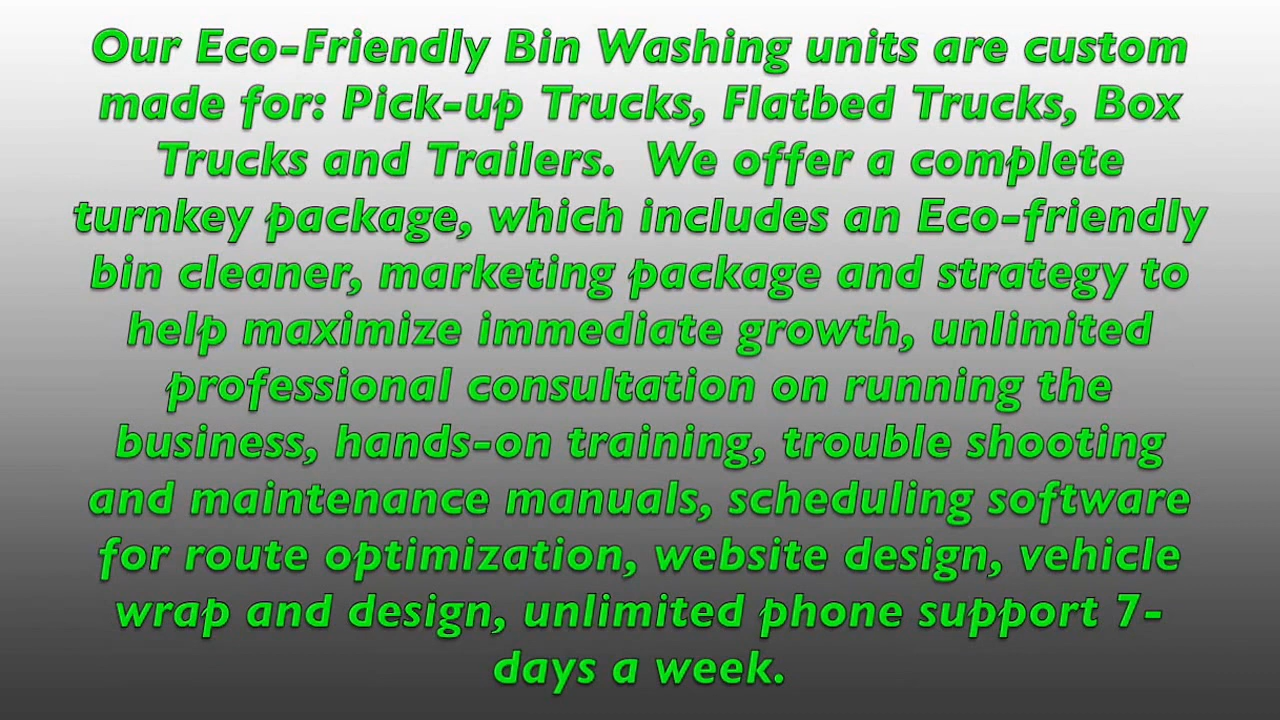 Our Eco-Friendly Bin Washing units are custom
made for: Pick-up Trucks, Flatbed Trucks, Box
Trucks and Trailers.  We offer a complete
turnkey package, which includes an Eco-friendly
bin cleaner, marketing package and strategy to
help maximize immediate growth, unlimited
professional consultation on running the
business, hands-on training, trouble shooting
and maintenance manuals, scheduling software
for route optimization, website design, vehicle
wrap and design, unlimited phone support 7-
days a week.